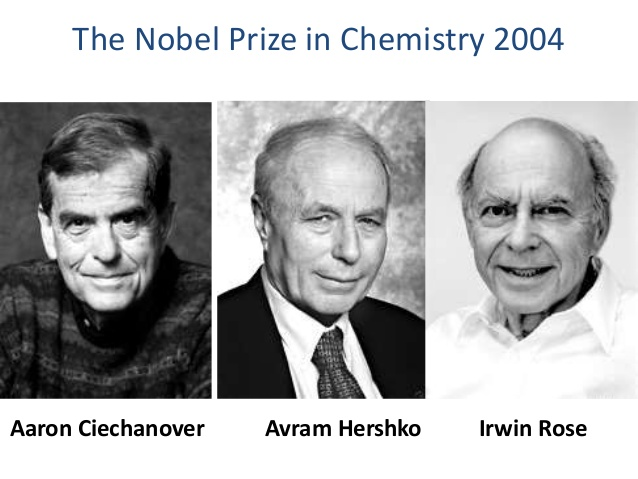 The Nobel Prize in Chemistry 2004
Aaron Ciechanover Avram Hershko Irwin Rose